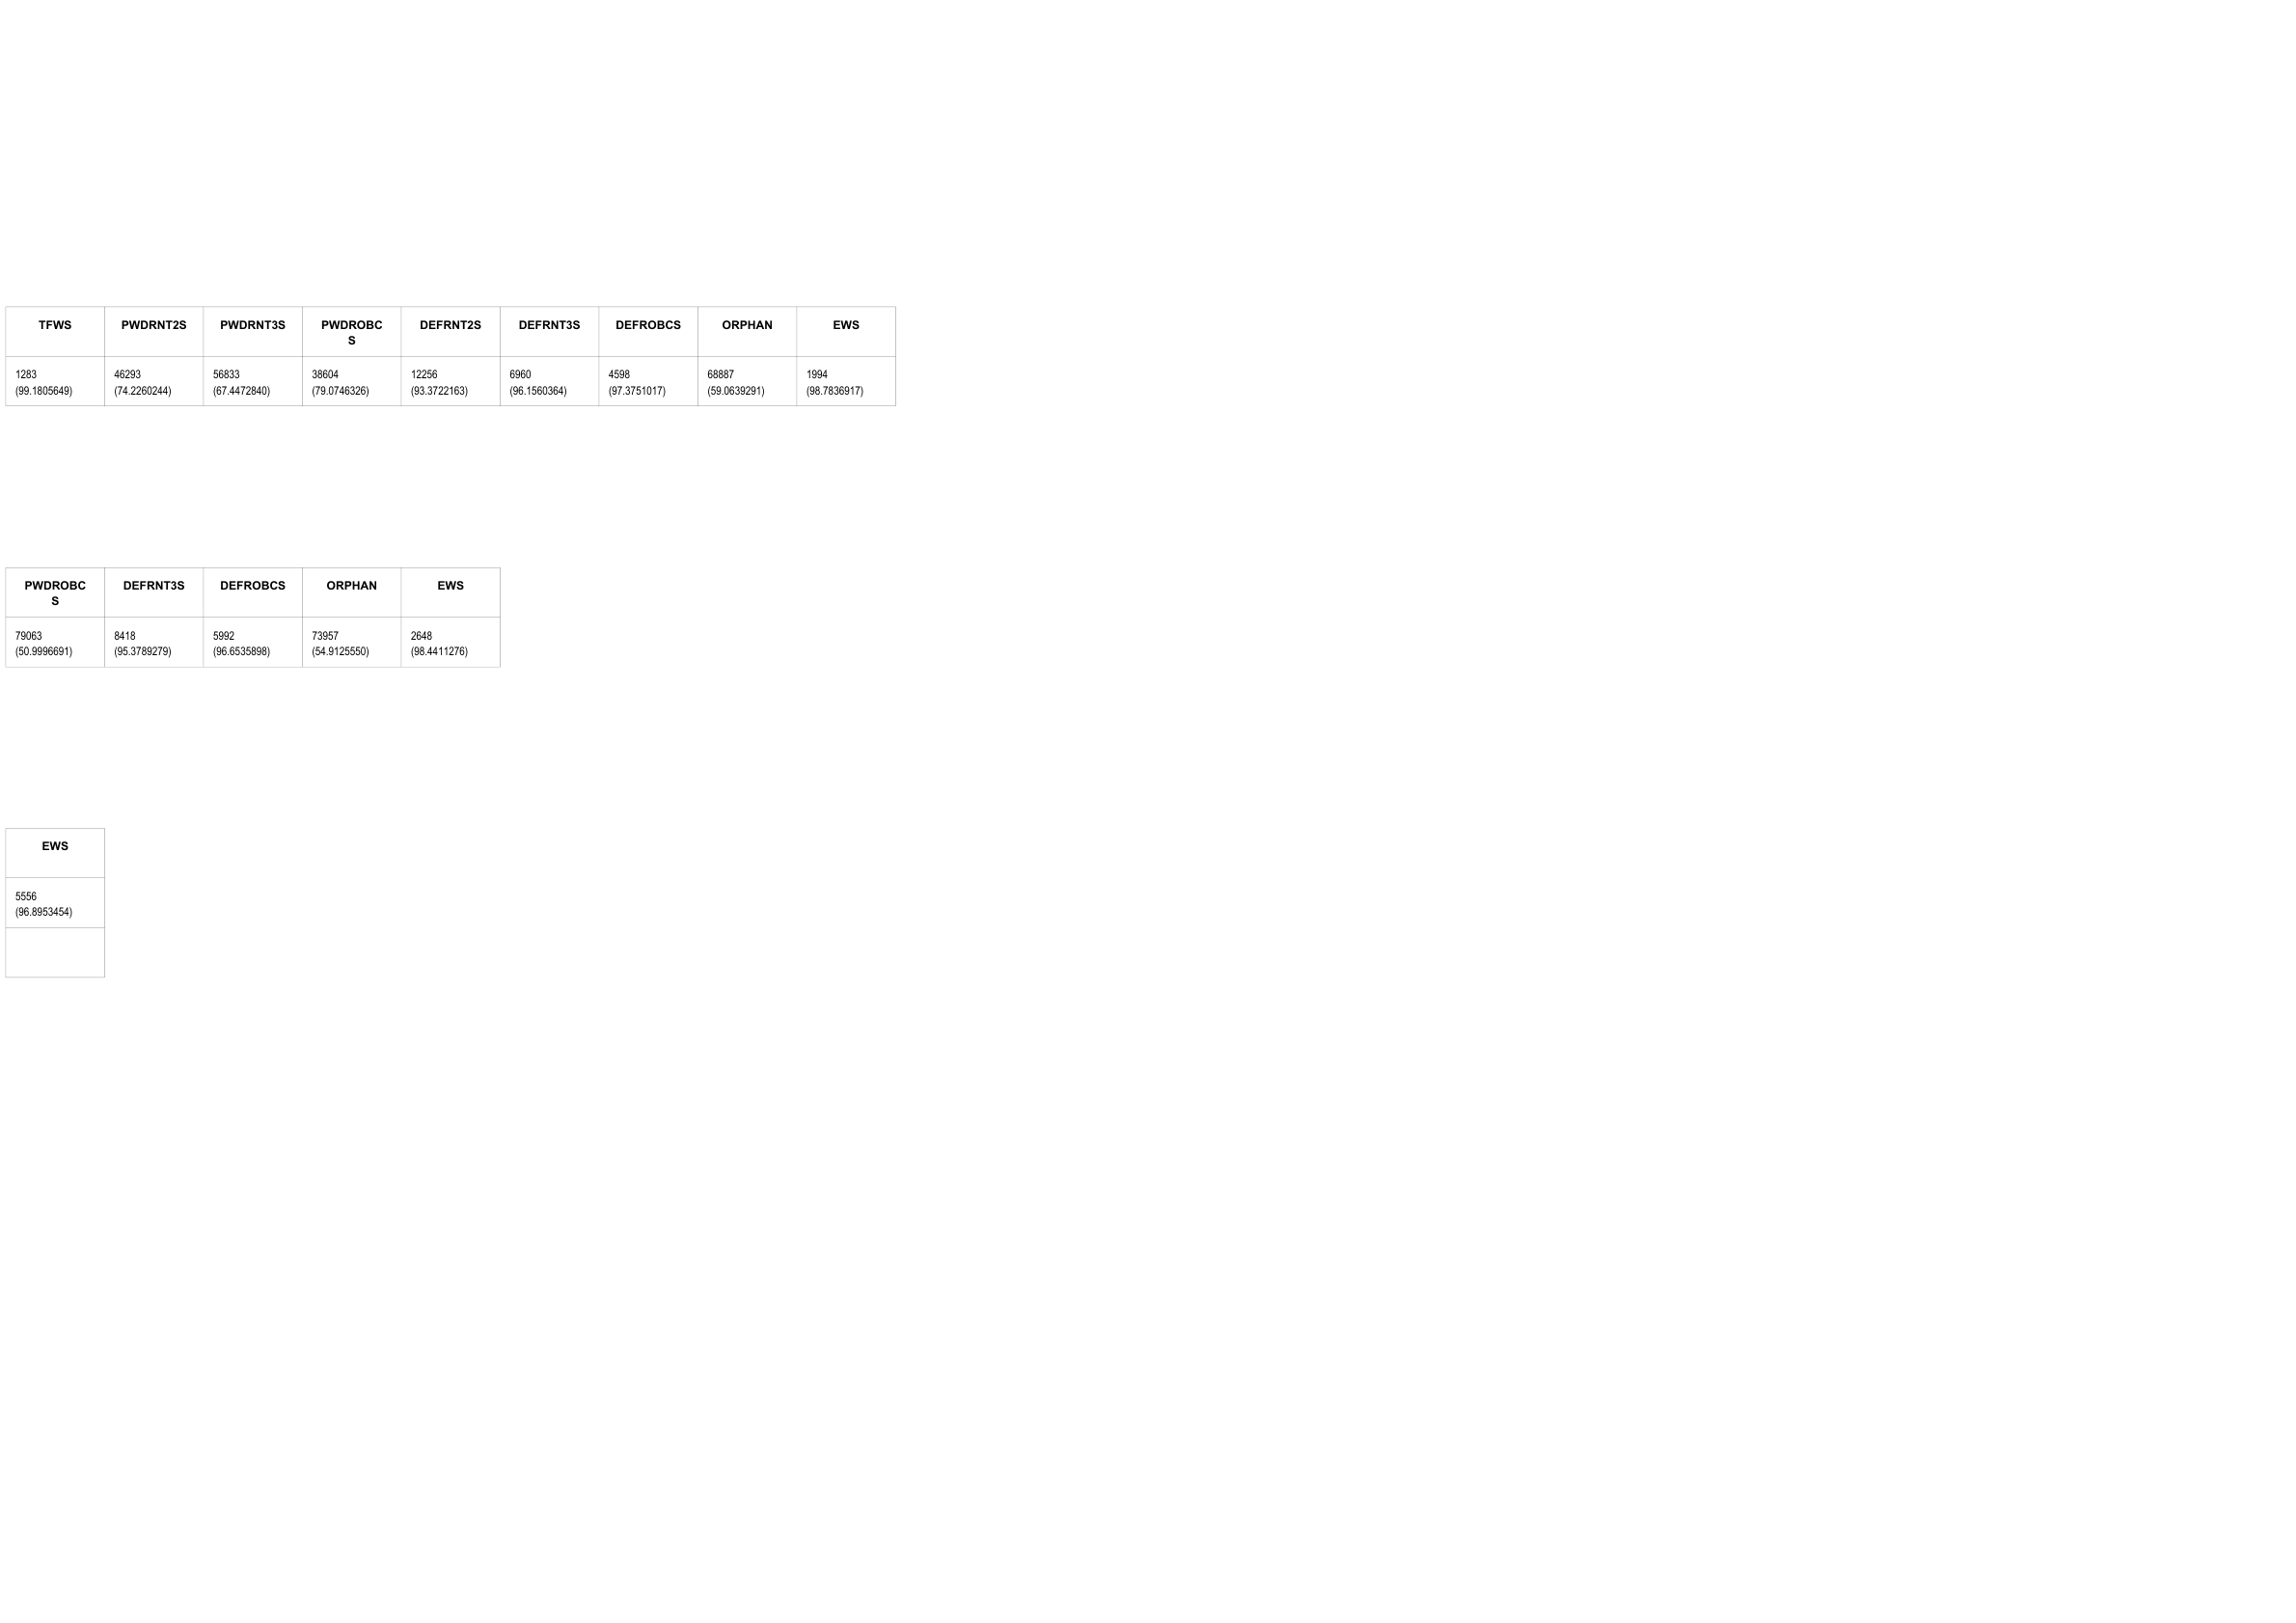 TFWS PWDRNT2S PWDRNT3S PWDROBC DEFRNT2S DEFRNT3S DEFROBCS ORPHAN EWS
S
1283 46293 56833 38604 12256 6960 4598 68887 1994
(99.1805649) (74.2260244) (67.4472840) (79.0746326) (93.3722163) (96.1560364) (97.3751017) (59.0639291) (98.7836917)
PWDROBC DEFRNT3S DEFROBCS ORPHAN EWS
S
79063 8418 5992 73957 2648
(50.9996691) (95.3789279) (96.6535898) (54.9125550) (98.4411276)
EWS
5556
(96.8953454)